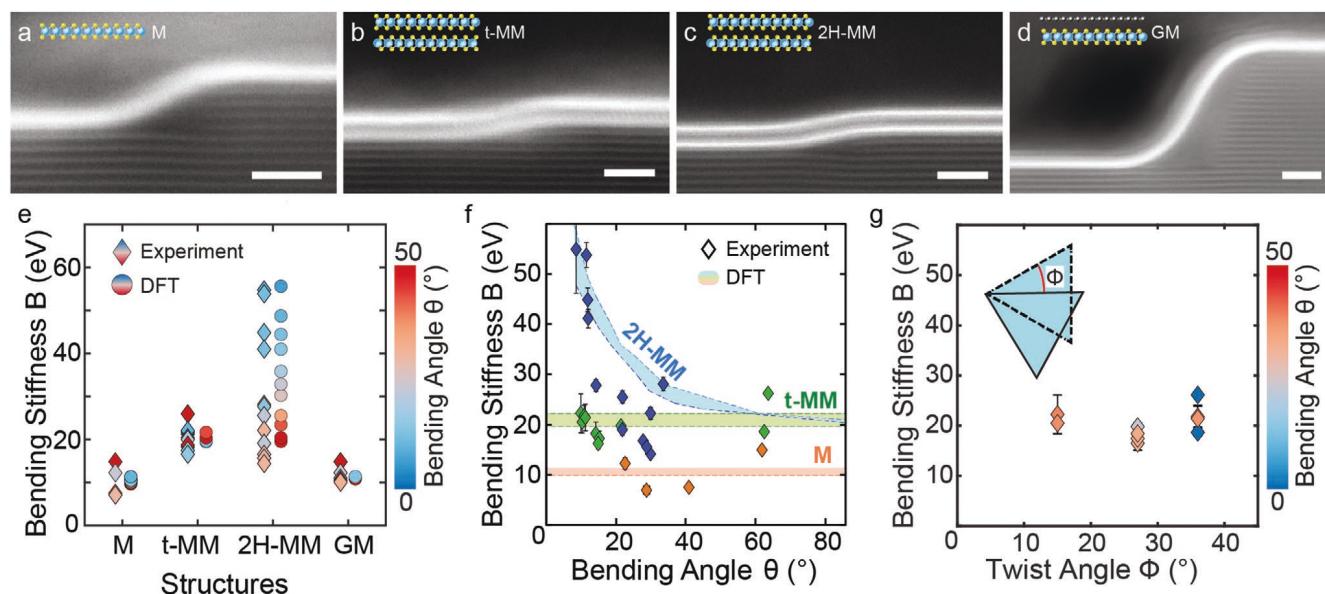 a
M
b
t-MM
c
2H-MM
d
GM
e
Bending Stiffness B (eV)
60
40
20
0
Experiment
DFT
M
t-MM
2H-MM
GM
Structures
50
0
Bending Angle θ (°)
f
Bending Stiffness B (eV)
60
50
40
30
20
10
0
Experiment
DFT
2H-MM
t-MM
M
0
20
40
60
80
Bending Angle θ (°)
g
Bending Stiffness B (eV)
50
40
30
20
10
0
Φ
0
10
20
30
40
Twist Angle Φ (°)
50
0
Bending Angle θ (°)